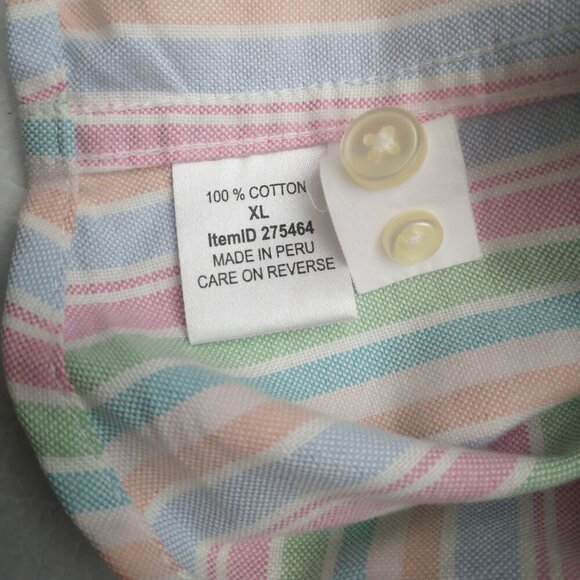 100 % COTTON
XL
ItemID 275464
MADE IN PERU
CARE ON REVERSE